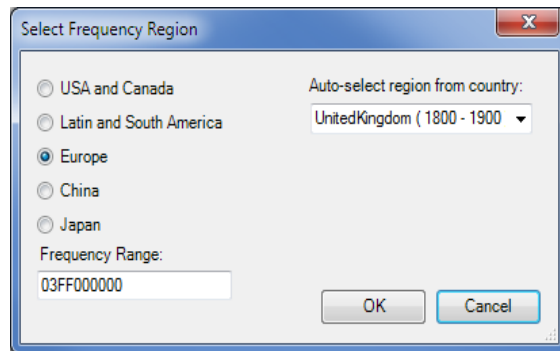 Select Frequency Region
USA and Canada
Latin and South America
Europe
China
Japan
Frequency Range:
03FF000000
Auto-select region from country:
UnitedKingdom ( 1800 - 1900
OK
Cancel